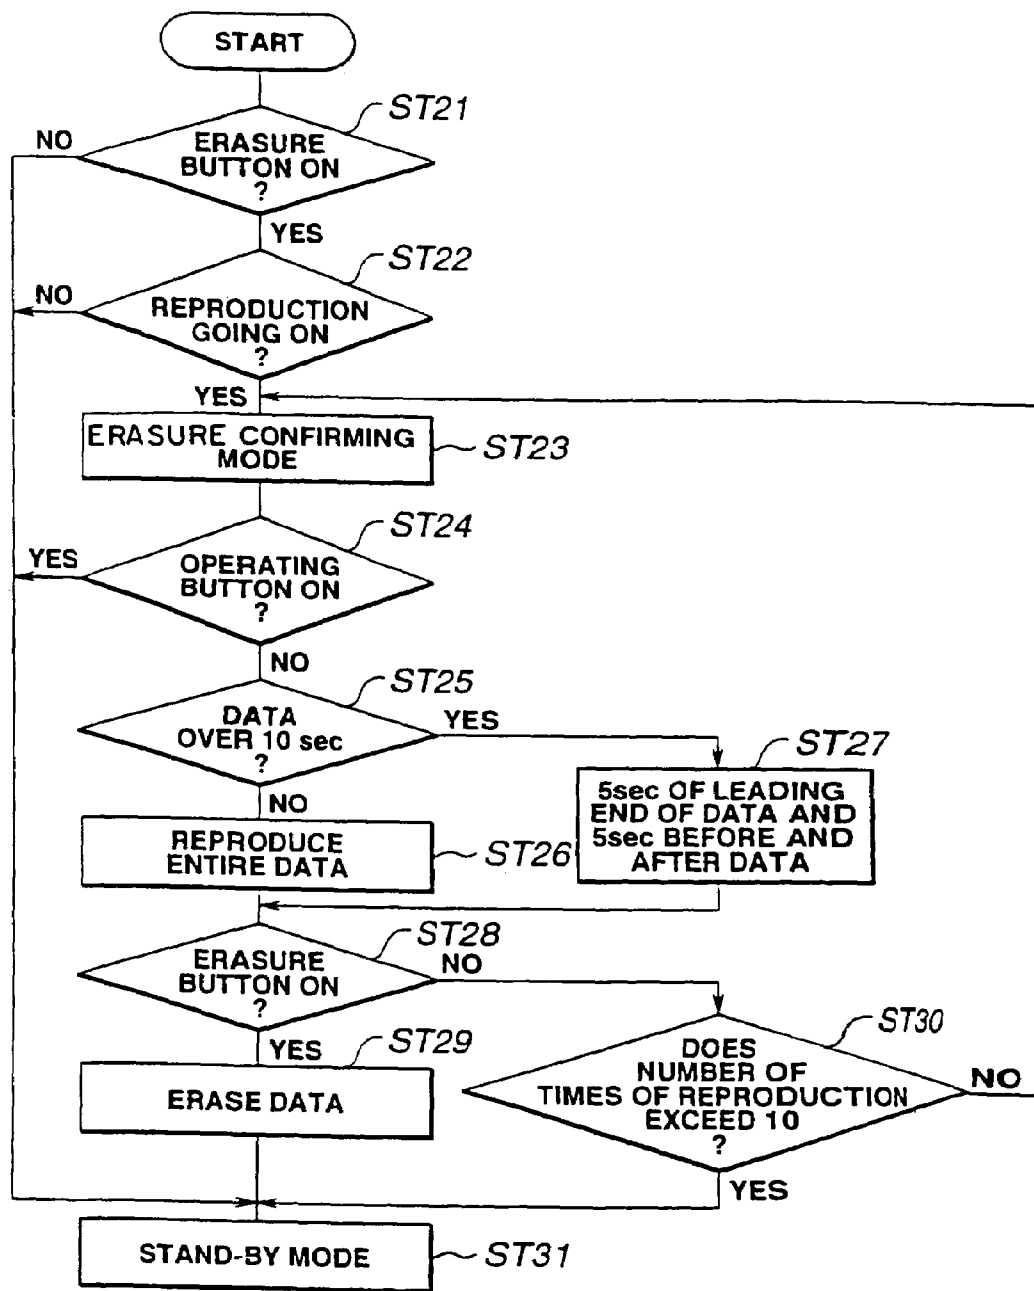 START
ST21
NO
ERASURE
BUTTON ON
?
YES
ST22
NO
REPRODUCTION
GOING ON
?
YES
ERASURE CONFIRMING
MODE
ST23
ST24
YES
OPERATING
BUTTON ON
?
NO
ST25
DATA
OVER 10 sec
?
YES
ST27
5sec OF LEADING
END OF DATA AND
5sec BEFORE AND
AFTER DATA
NO
REPRODUCE
ENTIRE DATA
ST26
ST28
ERASURE
BUTTON ON
?
NO
ST30
DOES
NUMBER OF
TIMES OF REPRODUCTION
EXCEED 10
?
NO
YES
ST29
ERASE DATA
YES
STAND-BY MODE
ST31